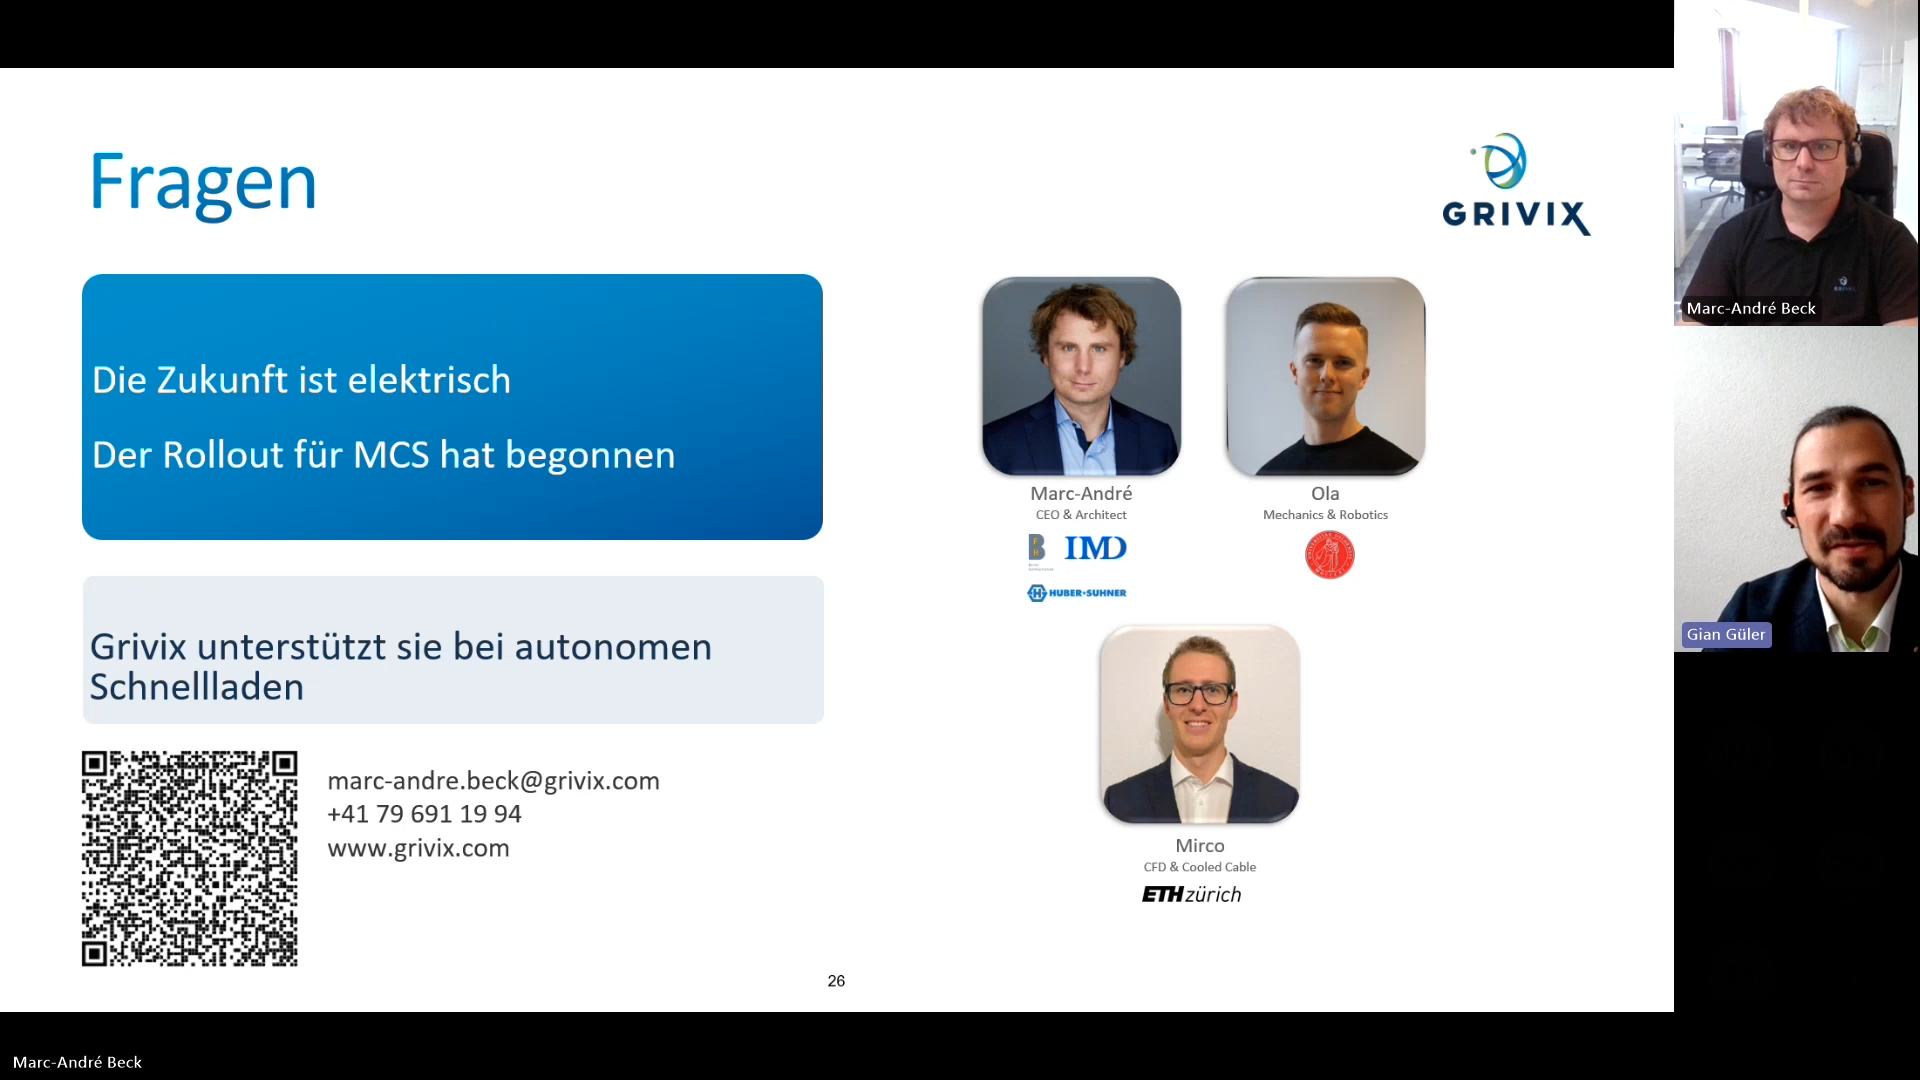 Fragen
GRIVIX
Die Zukunft ist elektrisch
Der Rollout für MCS hat begonnen
Grivix unterstützt sie bei autonomen
Schnellladen
marc-andre.beck@grivix.com
+41 79 691 19 94
www.grivix.com
Marc-André
CEO & Architect
B
F
H
IMD
HUBER+SUHNER
Ola
Mechanics & Robotics
Mirco
CFD & Cooled Cable
ETH zürich
26
Marc-André Beck
Gian Güler
Marc-André Beck